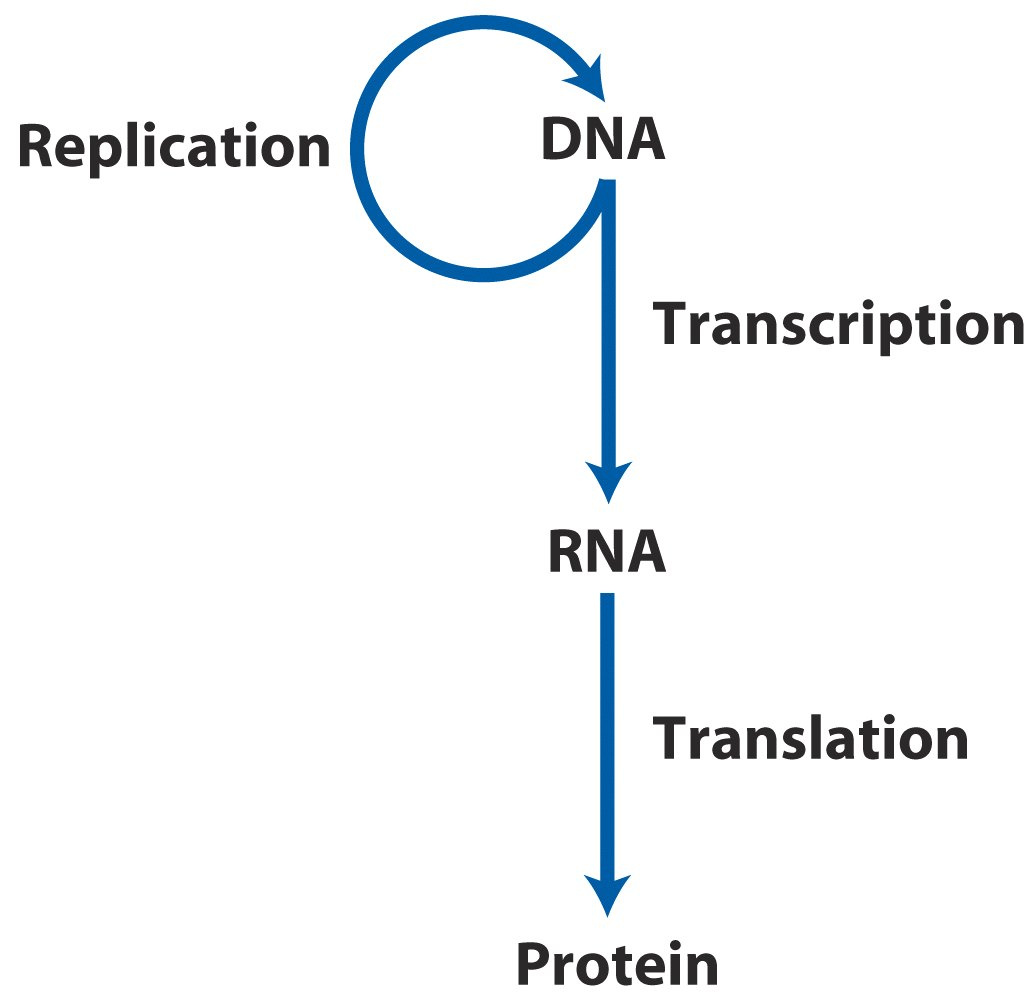 Replication
DNA
Transcription
RNA
Translation
Protein